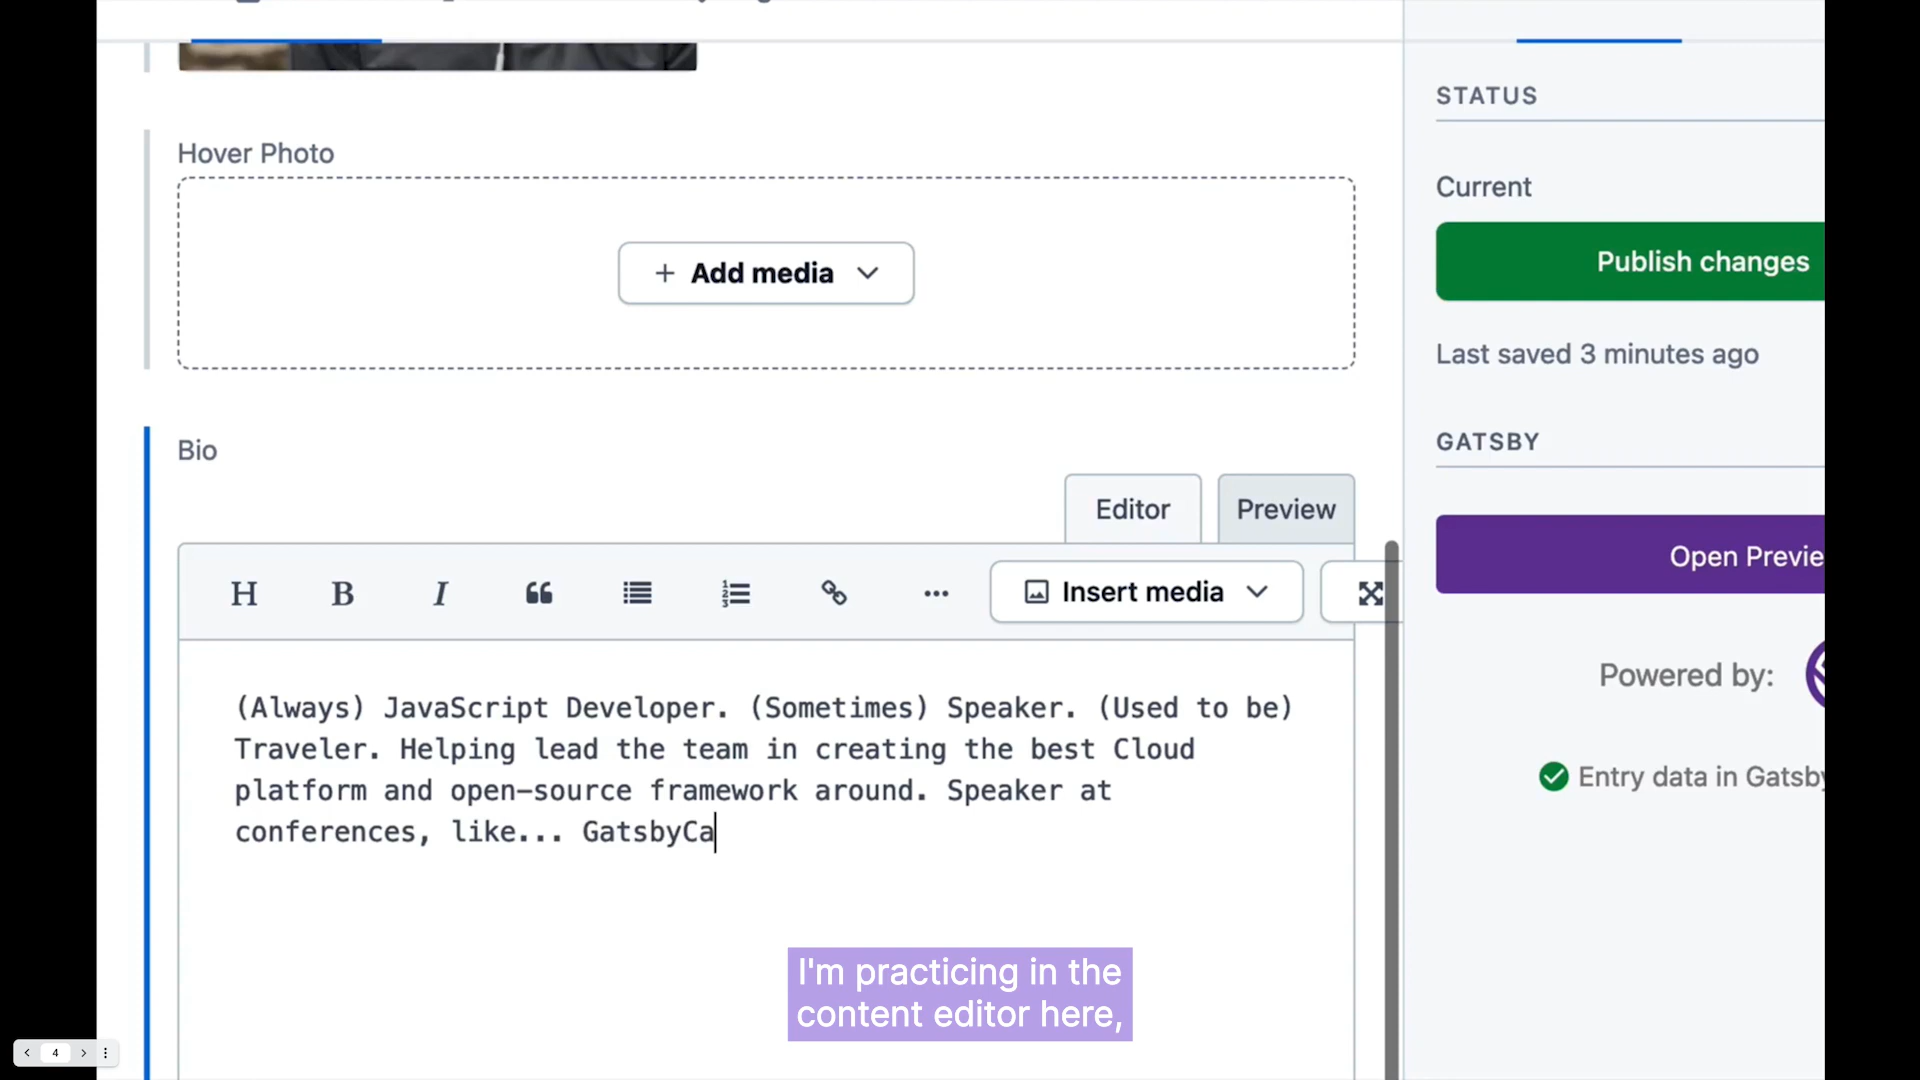 Hover Photo
+ Add media
Bio
Editor
Preview
H B I
Insert media
(Always) JavaScript Developer. (Sometimes) Speaker. (Used to be)
Traveler. Helping lead the team in creating the best Cloud
platform and open-source framework around. Speaker at
conferences, like... GatsbyCa
STATUS
Current
Publish changes
Last saved 3 minutes ago
GATSBY
Open Previe
Powered by:
Entry data in Gatsby
I'm practicing in the
content editor here,
4